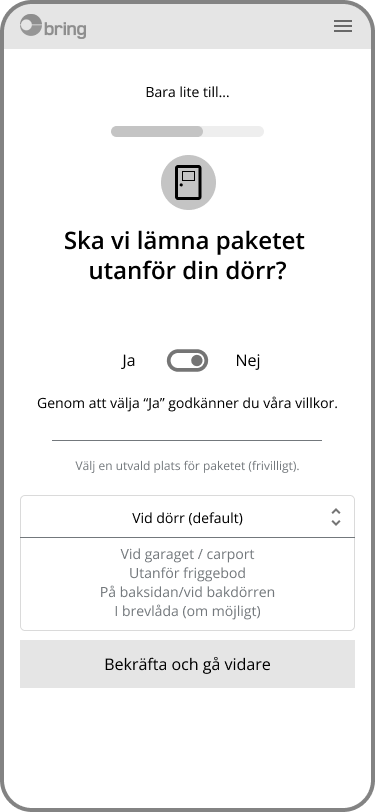 bring
Bara lite till...
Ska vi lämna paketet
utanför din dörr?
Ja Nej
Genom att välja “Ja” godkänner du våra villkor.
Välj en utvald plats för paketet (frivilligt).
Vid dörr (default)
Vid garaget / carport
Utanför friggebod
På baksidan/vid bakdörren
I brevlåda (om möjligt)
Bekräfta och gå vidare